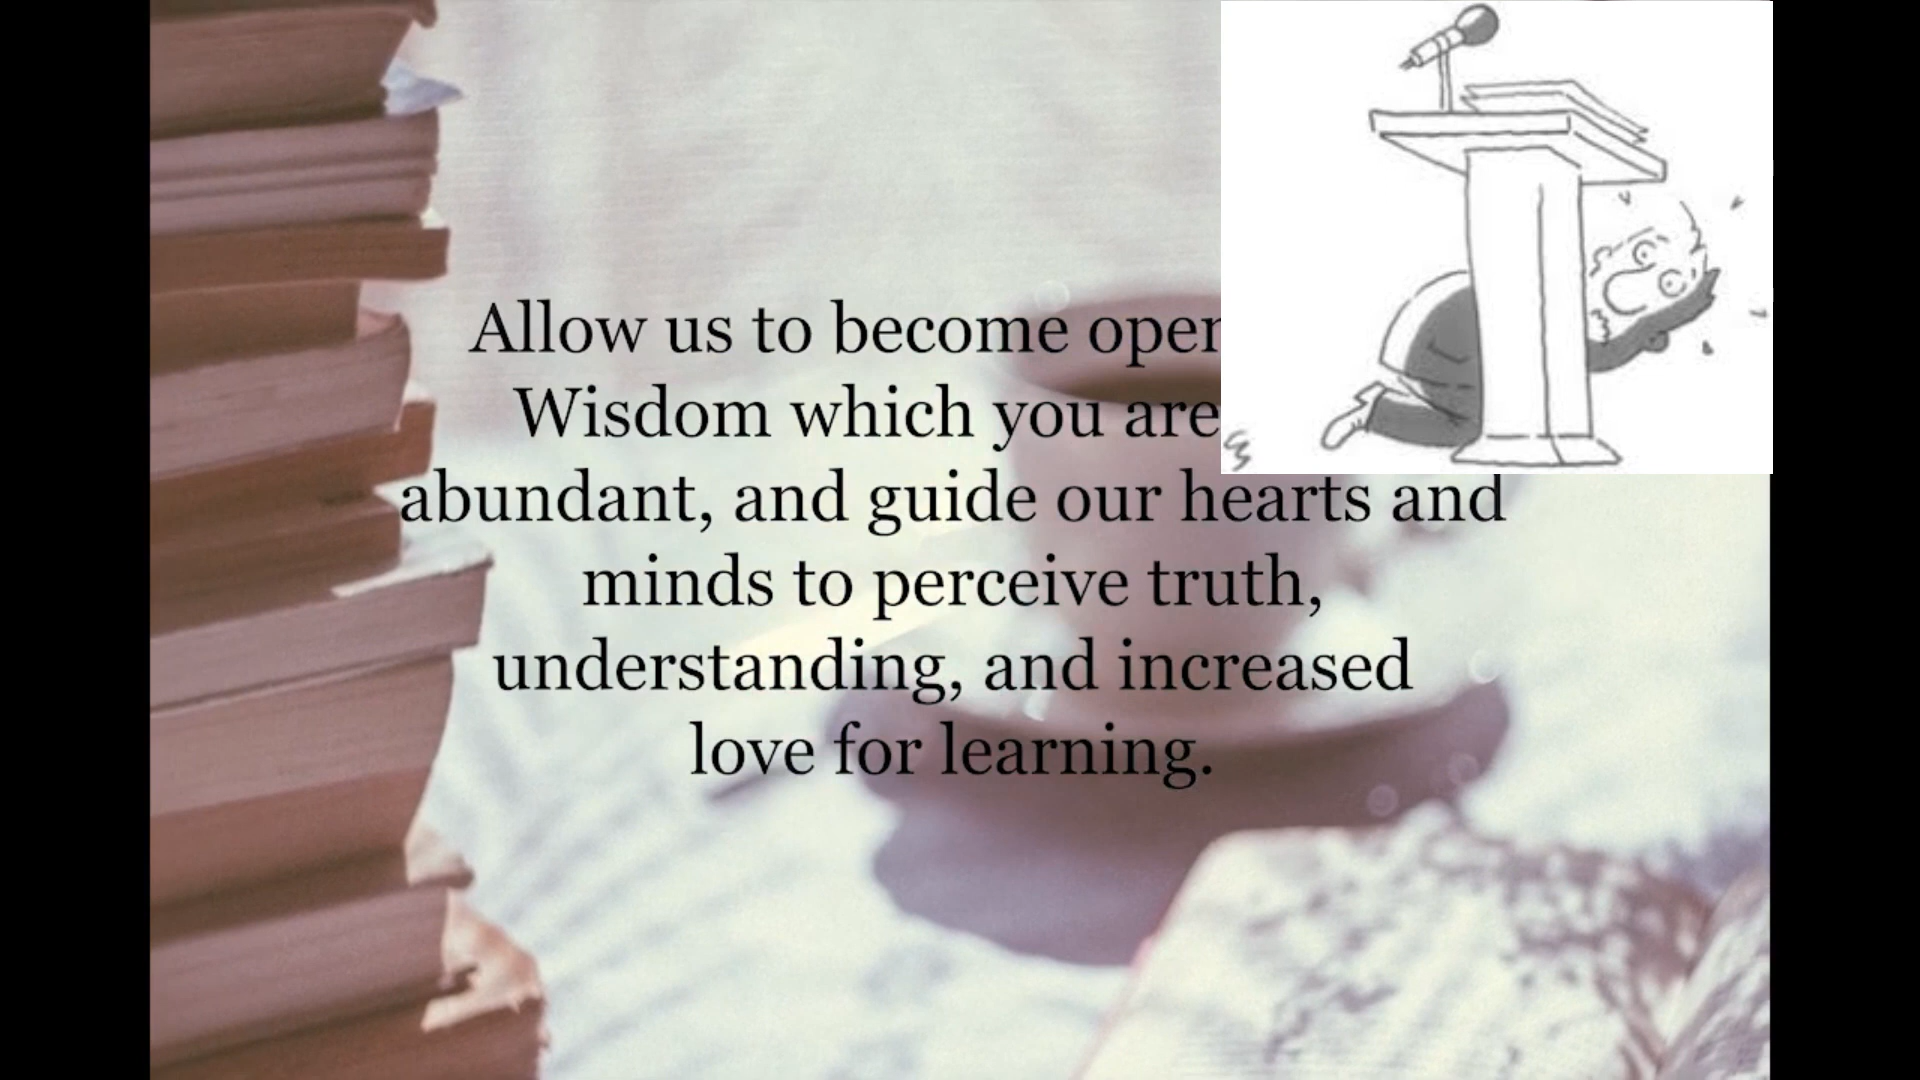 Allow us to become open
Wisdom which you are
abundant, and guide our hearts and
minds to perceive truth,
understanding, and increased
love for learning.